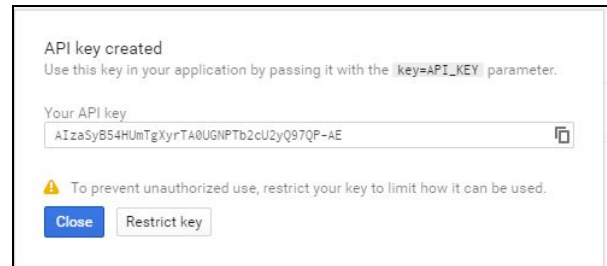 API key created
Use this key in your application by passing it with the key=API_KEY parameter.
Your API key
AIzaSyB54HUmTgXyrTA0UGNPTb2cU2yQ97QP-AE
To prevent unauthorized use, restrict your key to limit how it can be used.
Close Restrict key